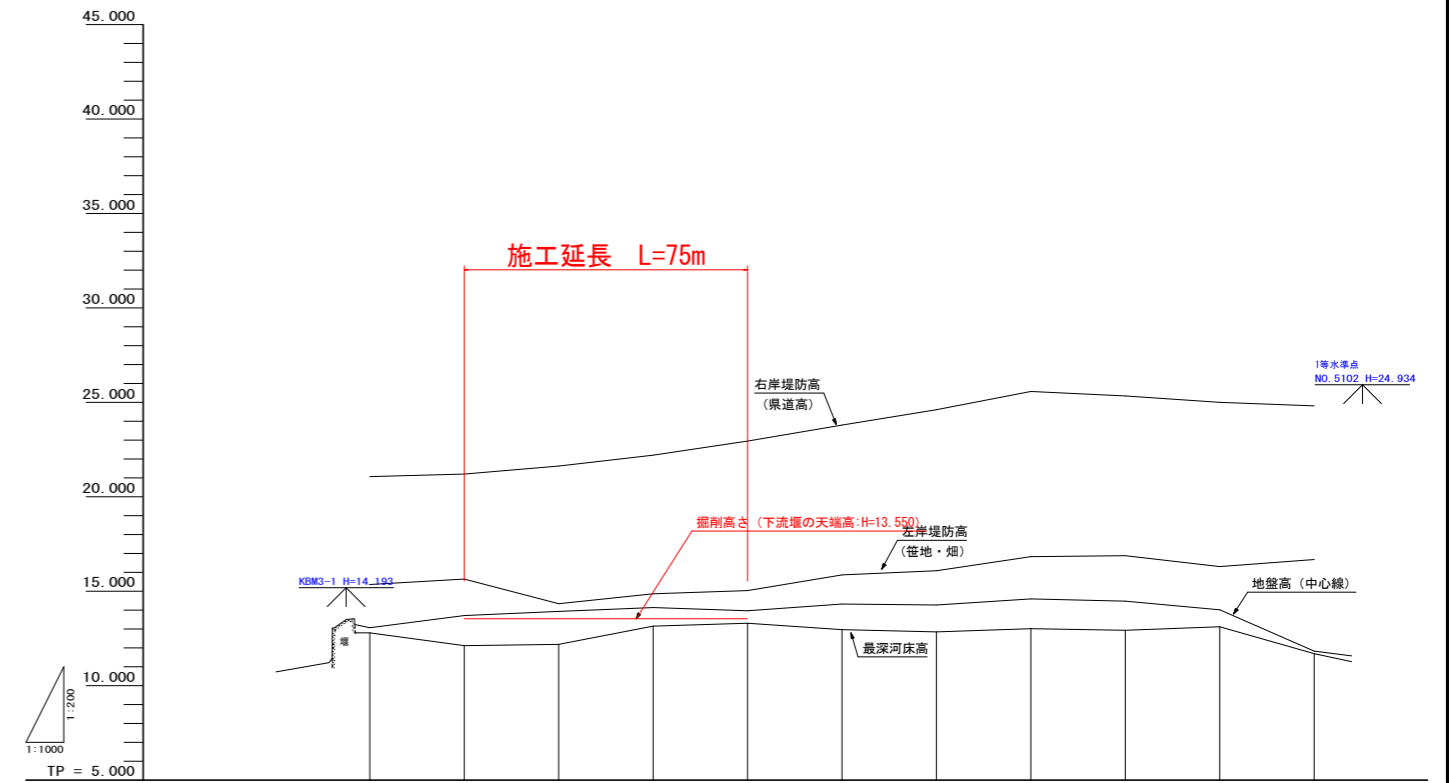 45.000
40.000
35.000
30.000
25.000
20.000
15.000
10.000
TP = 5.000
施工延長 L=75m
1等水準点
NO.5102 H=24.934
右岸堤防高
(県道高)
掘削高さ(下流堰の天端高:H=13.550)
左岸堤防高
(笹地・畑)
KBM3-1 H=14.193
地盤高(中心線)
堰
最深河床高
1:200
1:1000